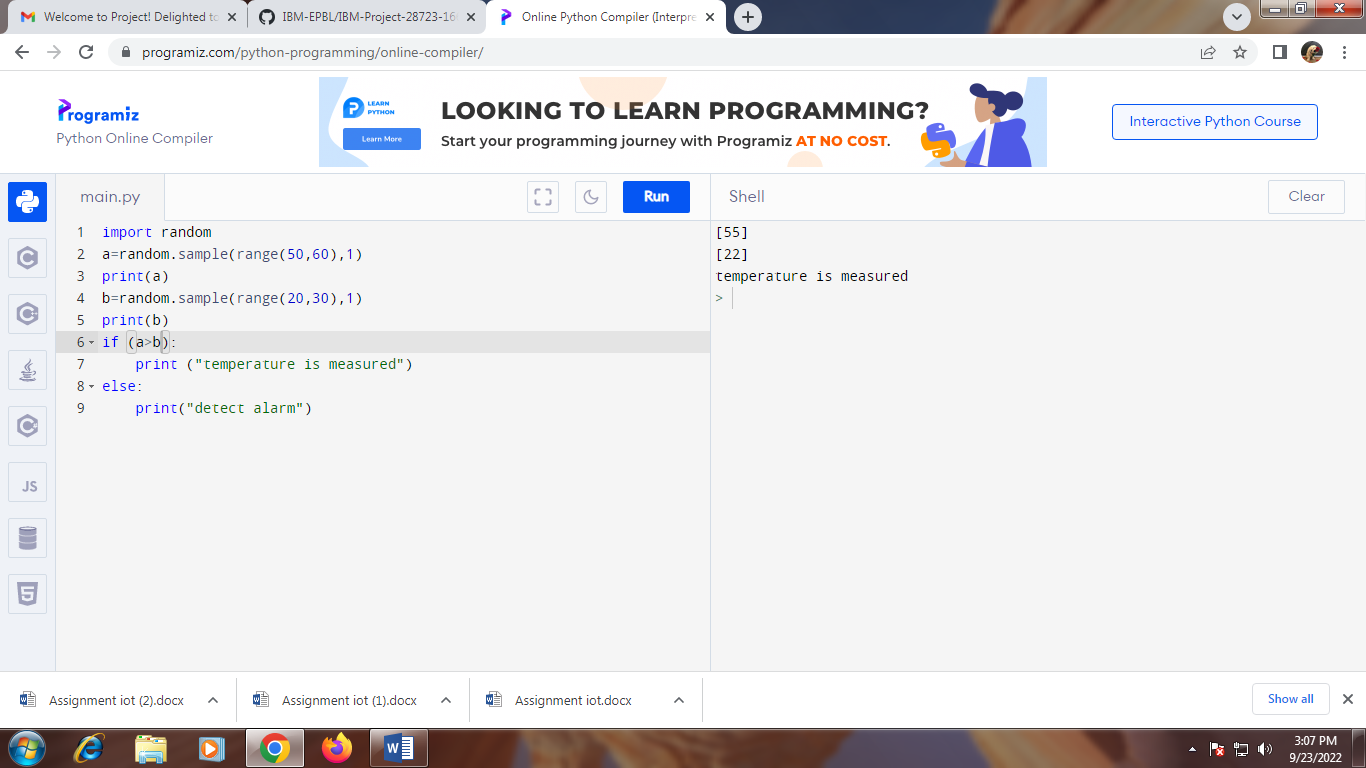 Welcome to Project! Delighted to
IBM-EPBL/IBM-Project-28723-16
Online Python Compiler (Interpre
programiz.com/python-programming/online-compiler/
Programiz
Python Online Compiler
LEARN
PYTHON
Learn More
LOOKING TO LEARN PROGRAMMING?
Start your programming journey with Programiz AT NO COST.
Interactive Python Course
main.py
Run
Shell
Clear
1 import random
2 a=random.sample(range(50,60),1)
3 print(a)
4 b=random.sample(range(20,30),1)
5 print(b)
6 if (a>b):
7     print ("temperature is measured")
8 else:
9     print("detect alarm")
[55]
[22]
temperature is measured
>
C
C
C
JS
5
Assignment iot (2).docx
Assignment iot (1).docx
Assignment iot.docx
Show all
3:07 PM
9/23/2022